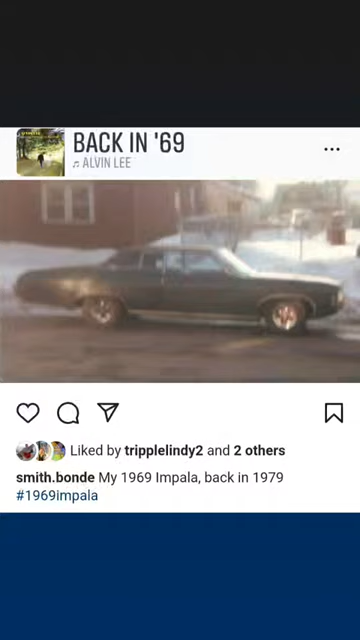 BACK IN '69
♫ ALVIN LEE
Liked by tripplelindy2 and 2 others
smith.bonde My 1969 Impala, back in 1979
#1969impala